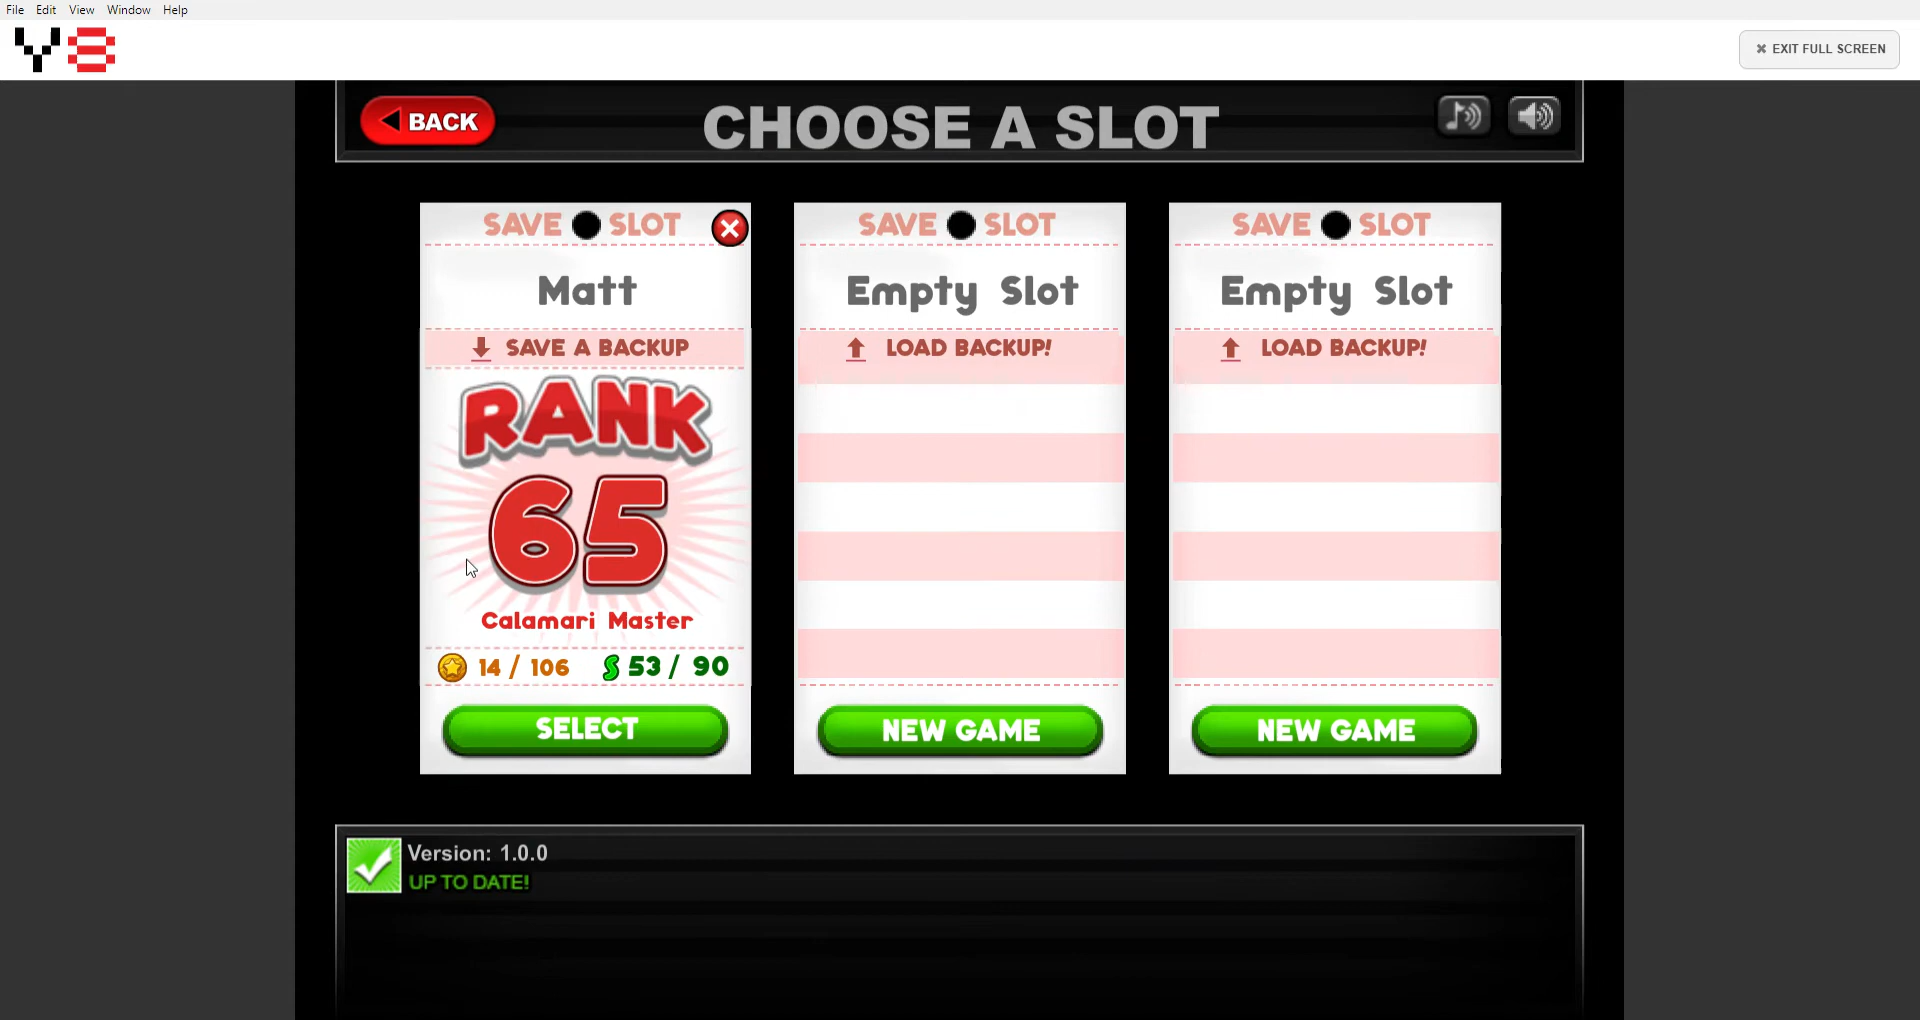 File Edit View Window Help
Y8
✖ EXIT FULL SCREEN
BACK
CHOOSE A SLOT
SAVE SLOT
Matt
SAVE A BACKUP
RANK
65
Calamari Master
14 / 106 53 / 90
SELECT
SAVE SLOT
Empty Slot
LOAD BACKUP!
NEW GAME
SAVE SLOT
Empty Slot
LOAD BACKUP!
NEW GAME
Version: 1.0.0
UP TO DATE!